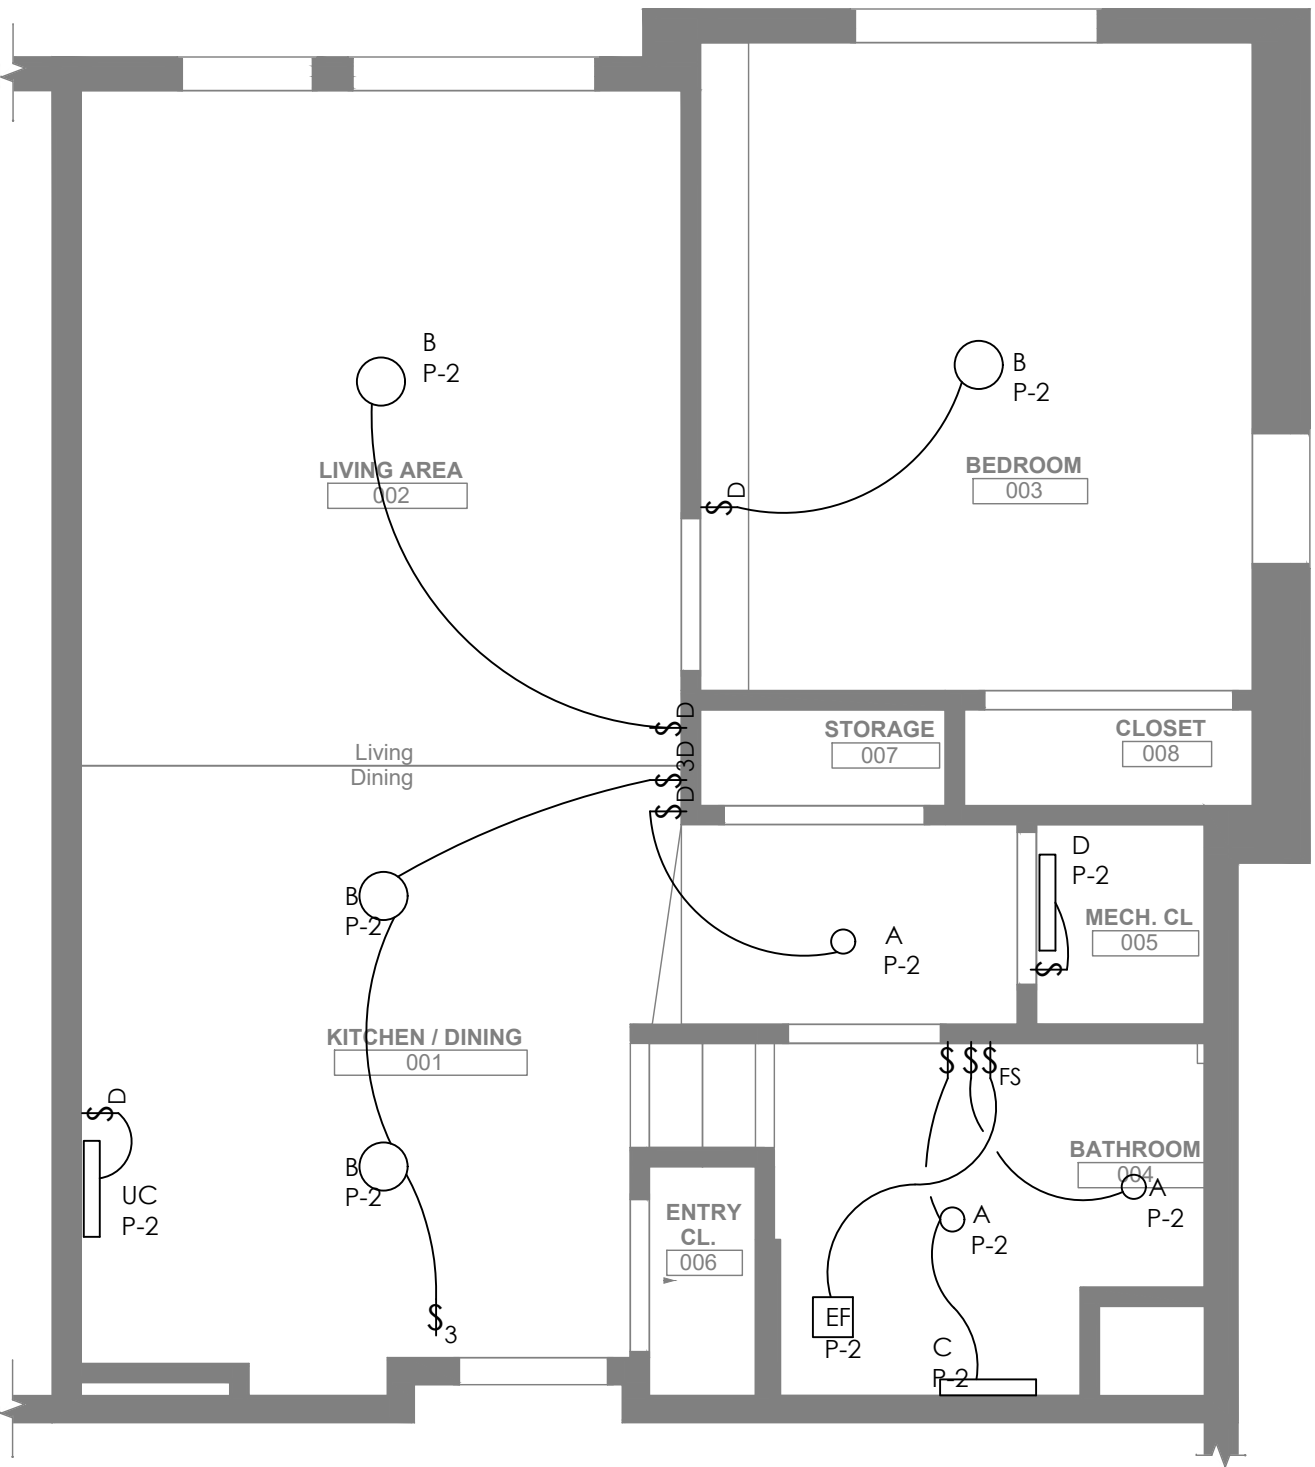 B
P-2
LIVING AREA
002
B
P-2
BEDROOM
003
$D
$D
$3D
$D
Living
Dining
STORAGE
007
CLOSET
008
B
P-2
A
P-2
D
P-2
MECH. CL
005
$
KITCHEN / DINING
001
$D
UC
P-2
B
P-2
$3
$ $ $FS
BATHROOM
004
A
P-2
A
P-2
ENTRY
CL.
006
EF
P-2
C
P-2